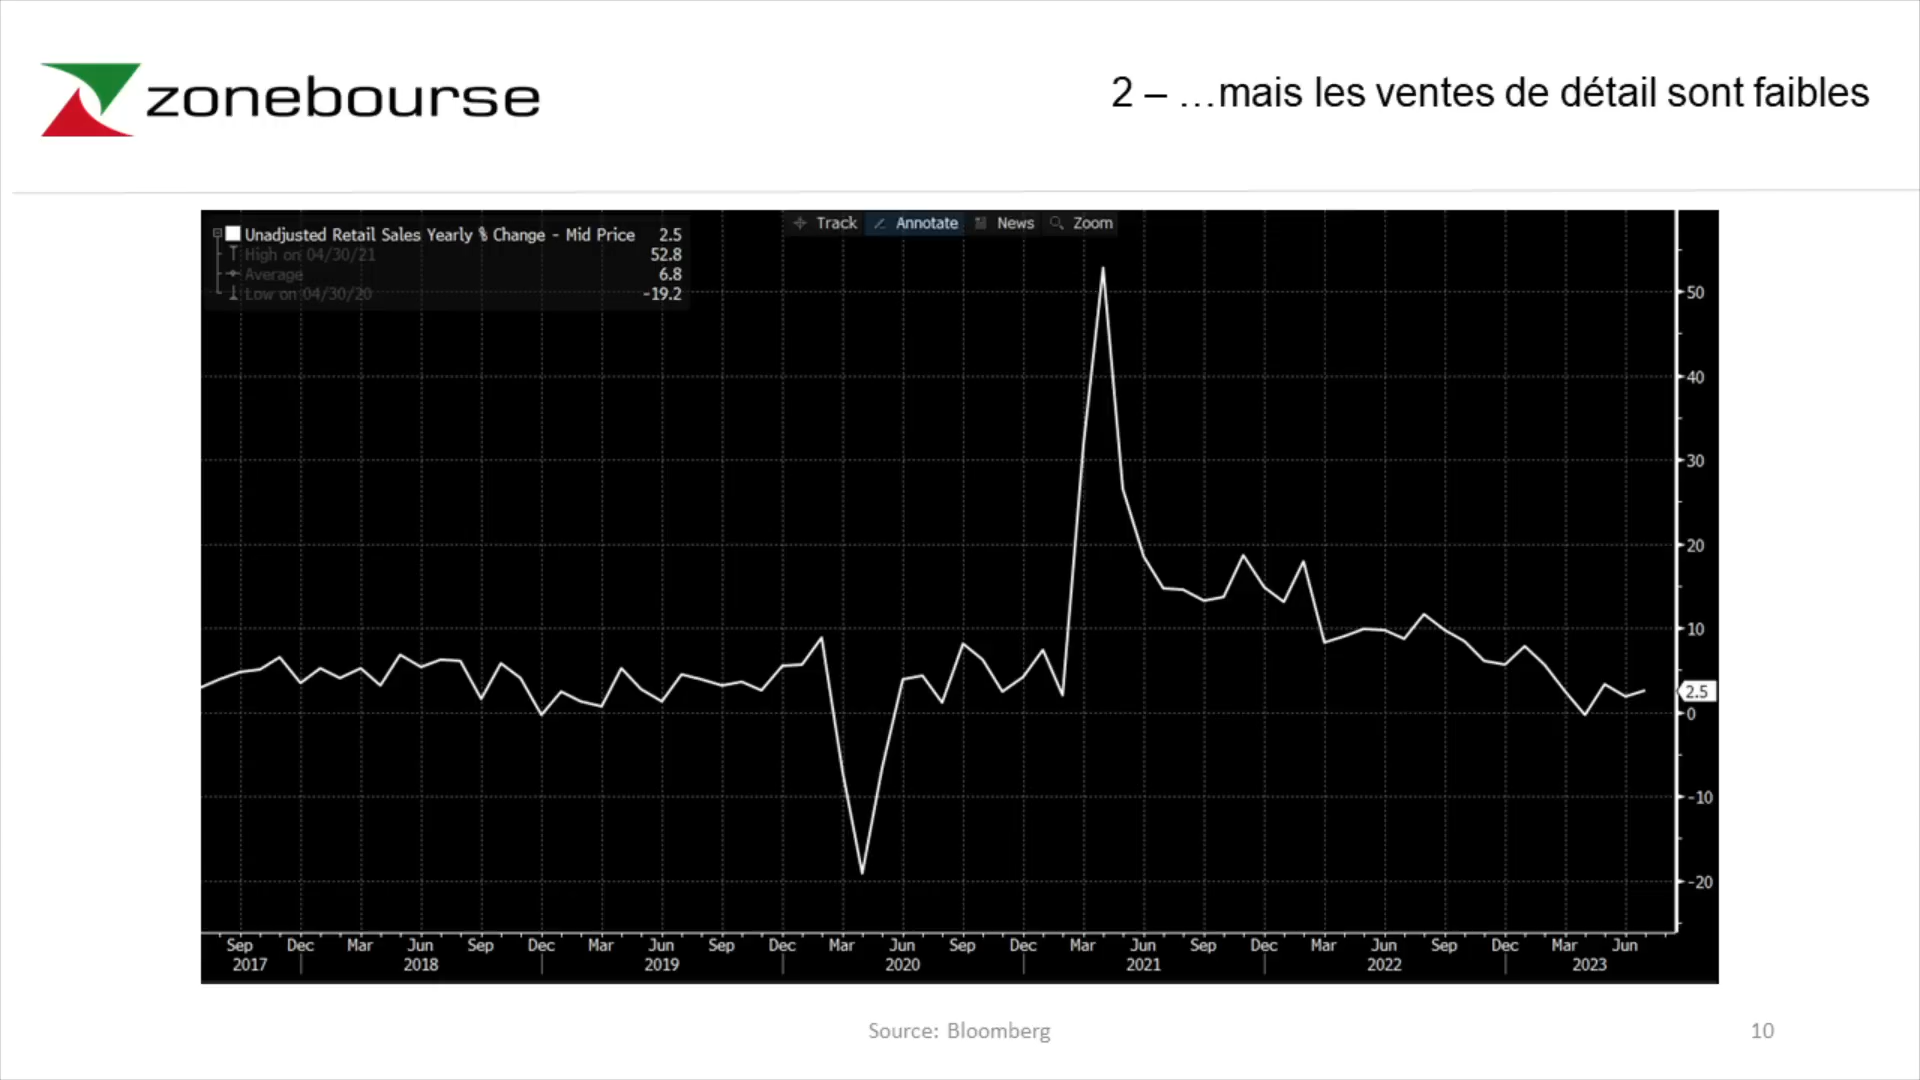 zonebourse
2 – …mais les ventes de détail sont faibles
Track Annotate News Zoom
Unadjusted Retail Sales Yearly % Change - Mid Price 2.5
High on 04/30/21 52.8
Average 6.8
Low on 04/30/20 -19.2
50
40
30
20
10
2.5
0
-10
-20
Sep Dec Mar Jun Sep Dec Mar Jun Sep Dec Mar Jun Sep Dec Mar Jun Sep Dec Mar Jun Sep Dec Mar Jun
2017 2018 2019 2020 2021 2022 2023
Source: Bloomberg
10